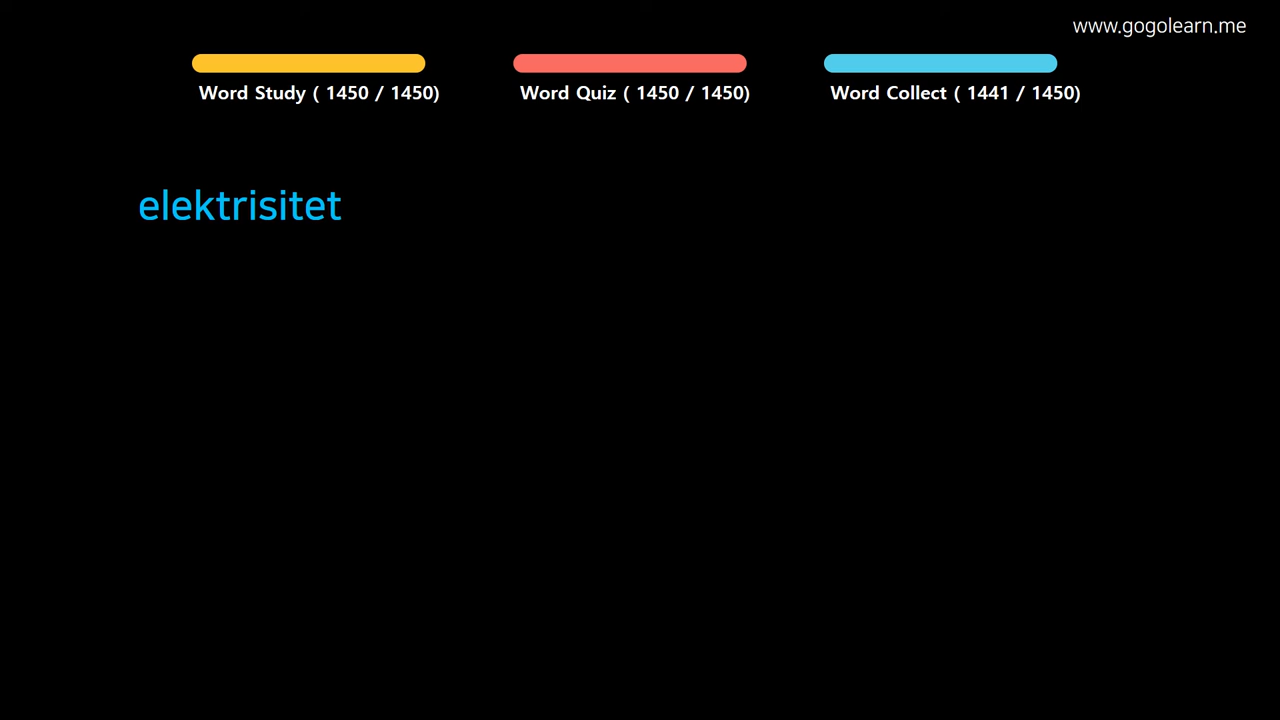 www.gogolearn.me
Word Study ( 1450 / 1450)
Word Quiz ( 1450 / 1450)
Word Collect ( 1441 / 1450)
elektrisitet